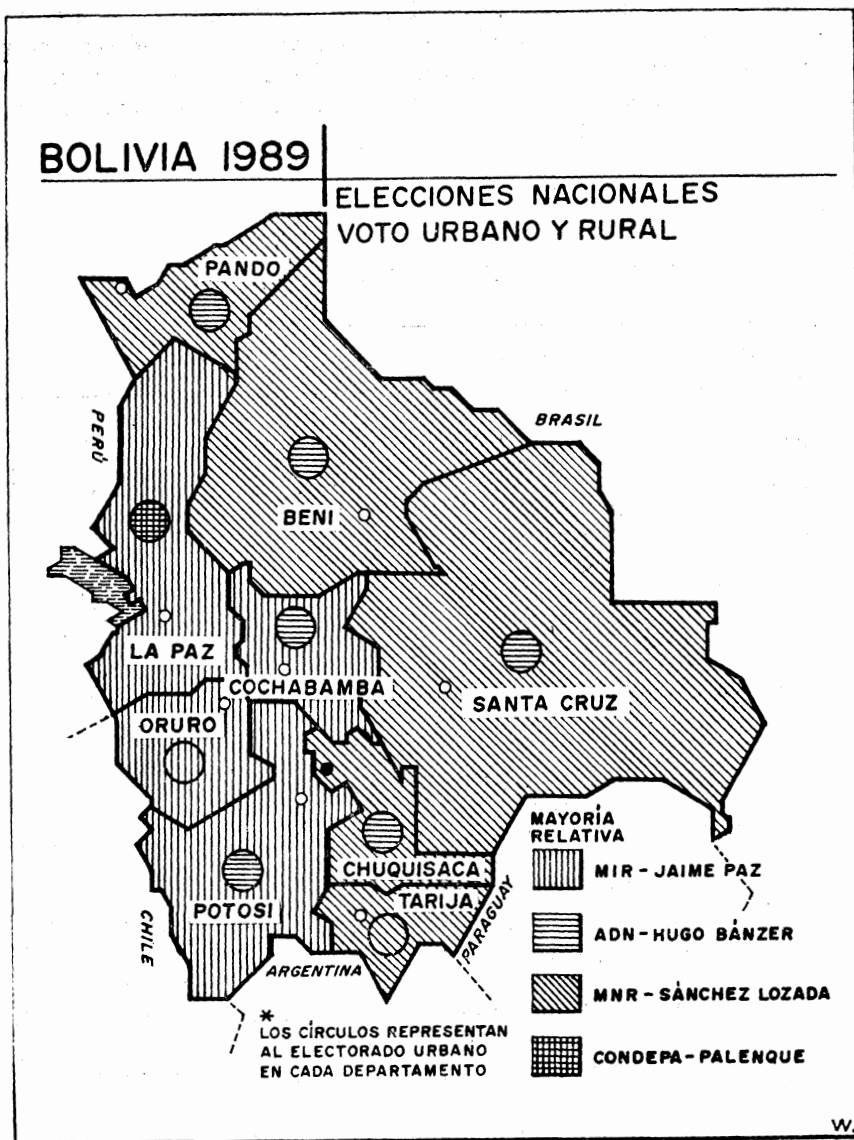 BOLIVIA 1989
ELECCIONES NACIONALES
VOTO URBANO Y RURAL
PANDO
PERÚ
BRASIL
BENI
LA PAZ
COCHABAMBA
SANTA CRUZ
ORURO
MAYORÍA
RELATIVA
MIR - JAIME PAZ
CHUQUISACA
TARIJA
POTOSI
CHILE
PARAGUAY
ADN - HUGO BÁNZER
ARGENTINA
MNR - SÁNCHEZ LOZADA
*
LOS CÍRCULOS REPRESENTAN
AL ELECTORADO URBANO
EN CADA DEPARTAMENTO
CONDEPA - PALENQUE
W.